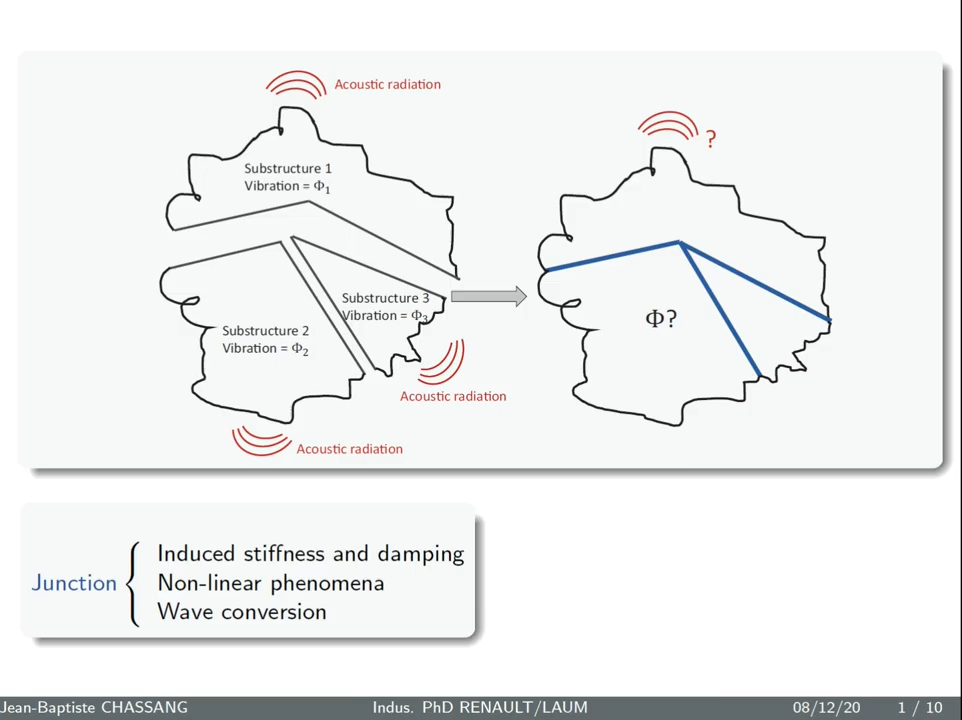 Acoustic radiation
?
Substructure 1
Vibration = Φ1
Substructure 3
Vibration = Φ3
Substructure 2
Vibration = Φ2
Φ?
Acoustic radiation
Acoustic radiation
Junction
Induced stiffness and damping
Non-linear phenomena
Wave conversion
Jean-Baptiste CHASSANG
Indus. PhD RENAULT/LAUM
08/12/20
1 / 10